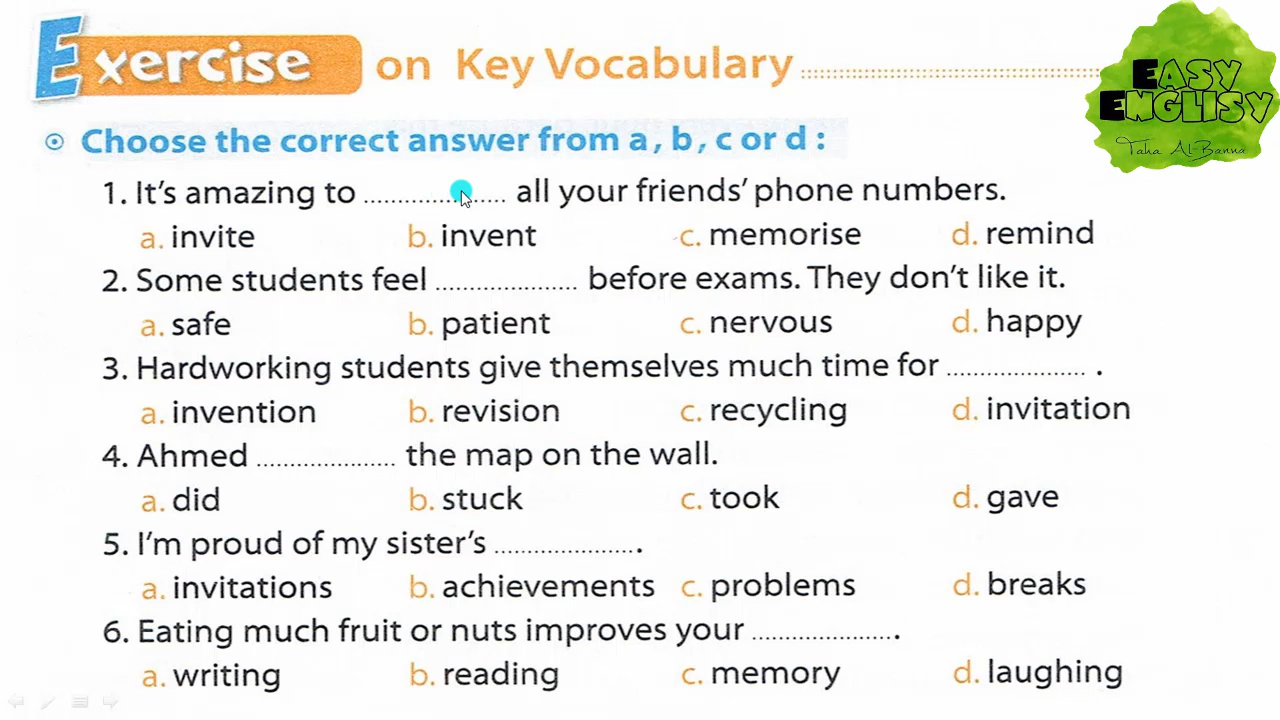 Exercise on Key Vocabulary
EASY
ENGLISY
Taha Al-Banna
Choose the correct answer from a, b, c or d :
1. It's amazing to .................... all your friends' phone numbers.
a. invite b. invent c. memorise d. remind
2. Some students feel .................... before exams. They don't like it.
a. safe b. patient c. nervous d. happy
3. Hardworking students give themselves much time for .................... .
a. invention b. revision c. recycling d. invitation
4. Ahmed .................... the map on the wall.
a. did b. stuck c. took d. gave
5. I'm proud of my sister's .................... .
a. invitations b. achievements c. problems d. breaks
6. Eating much fruit or nuts improves your .................... .
a. writing b. reading c. memory d. laughing